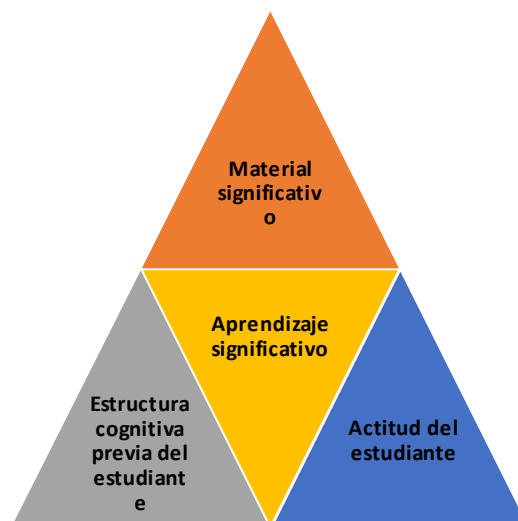 Material
significativ
o
Aprendizaje
significativo
Estructura
cognitiva
previa del
estudiant
e
Actitud del
estudiante